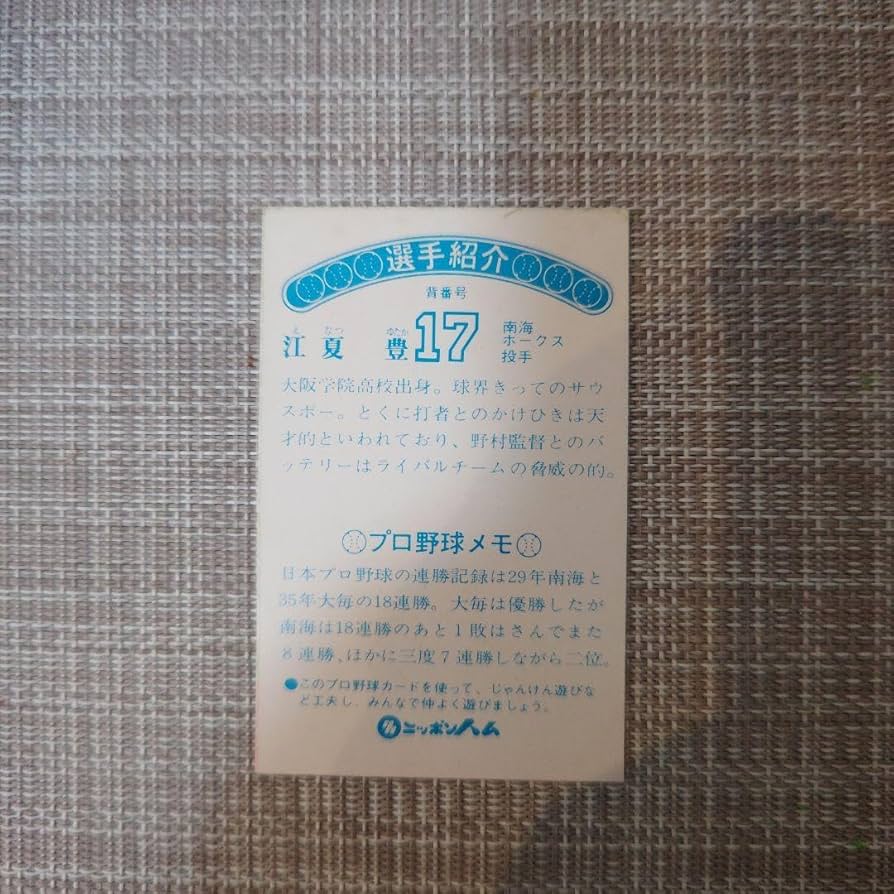 選手紹介
背番号
え なつ ゆたか
江夏 豊 17 南海
ホークス
投手
大阪学院高校出身。球界きってのサウ
スポー。とくに打者とのかけひきは天
才的といわれており、野村監督とのバ
ッテリーはライバルチームの脅威の的。
プロ野球メモ
日本プロ野球の連勝記録は29年南海と
35年大毎の18連勝。大毎は優勝したが
南海は18連勝のあと1敗はさんでまた
8連勝、ほかに三度7連勝しながら二位。
●このプロ野球カードを使って、じゃんけん遊びな
ど工夫し、みんなで仲よく遊びましょう。
ニッポンハム